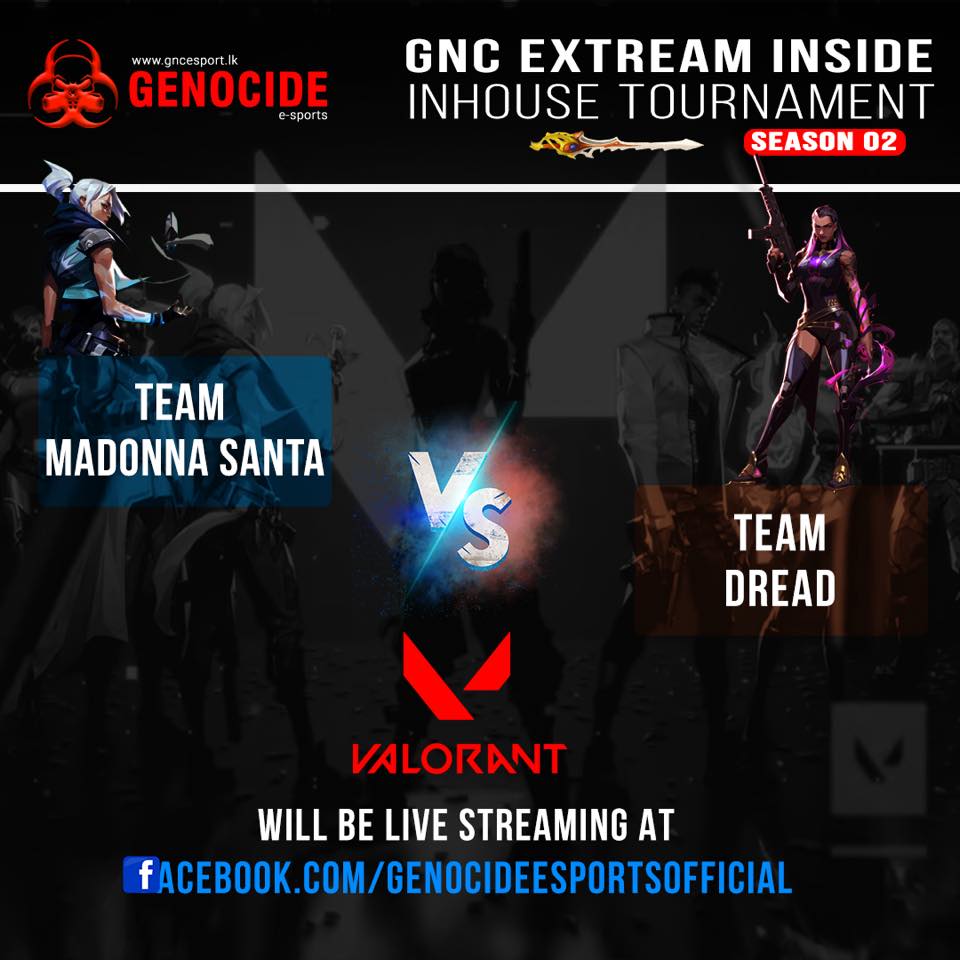 www.gncesport.lk
GENOCIDE
e-sports
GNC EXTREAM INSIDE
INHOUSE TOURNAMENT
SEASON 02
TEAM
MADONNA SANTA
VS
TEAM
DREAD
VALORANT
WILL BE LIVE STREAMING AT
fACEBOOK.COM/GENOCIDEESPORTSOFFICIAL